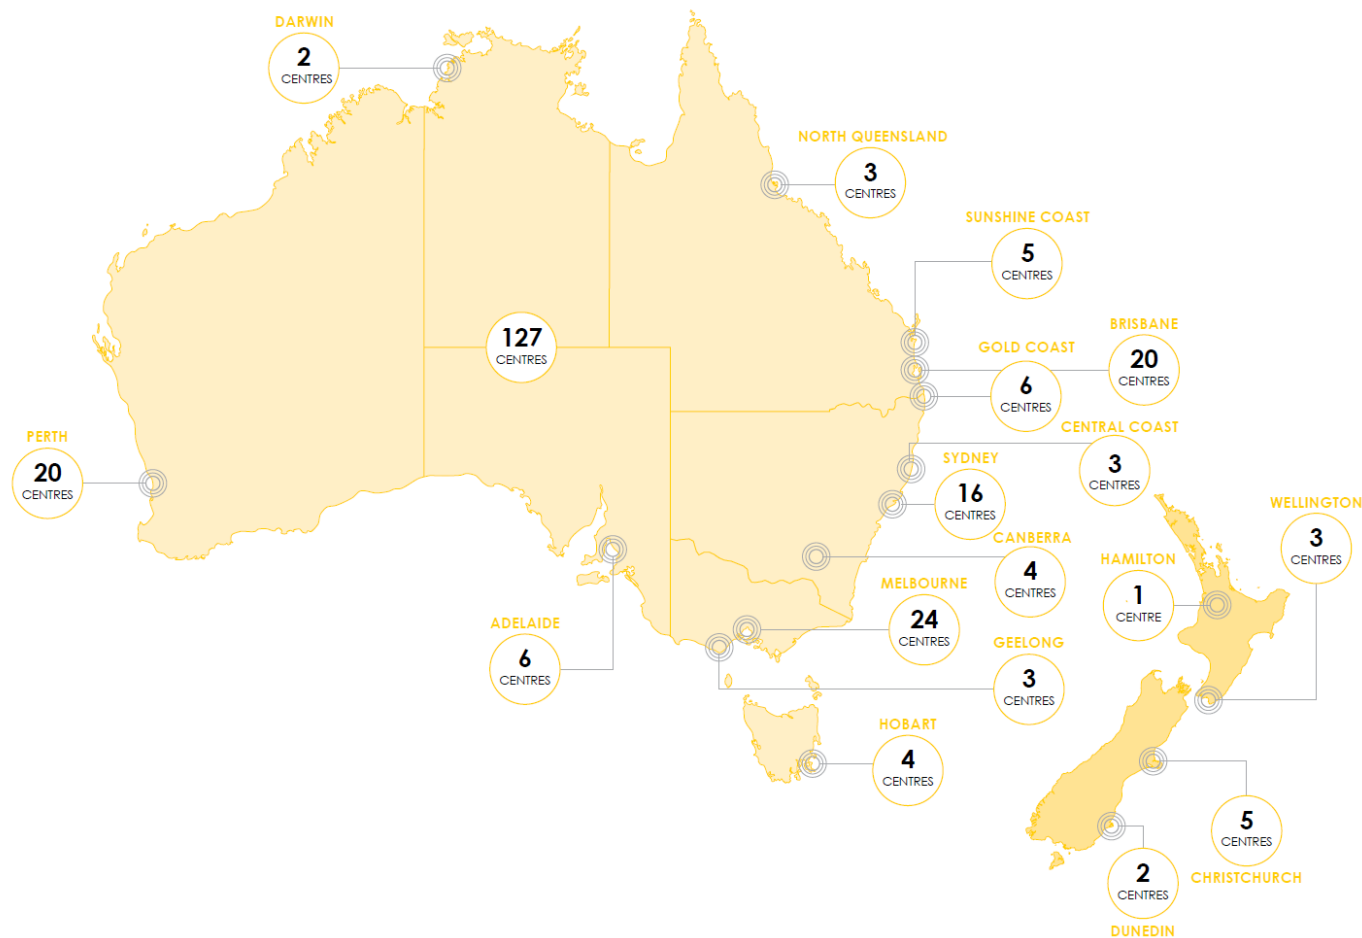 DARWIN
2
CENTRES
NORTH QUEENSLAND
3
CENTRES
SUNSHINE COAST
5
CENTRES
BRISBANE
20
CENTRES
GOLD COAST
6
CENTRES
127
CENTRES
CENTRAL COAST
3
CENTRES
PERTH
20
CENTRES
SYDNEY
16
CENTRES
WELLINGTON
3
CENTRES
CANBERRA
4
CENTRES
HAMILTON
1
CENTRE
MELBOURNE
24
CENTRES
ADELAIDE
6
CENTRES
GEELONG
3
CENTRES
HOBART
4
CENTRES
5
CENTRES
CHRISTCHURCH
2
CENTRES
DUNEDIN